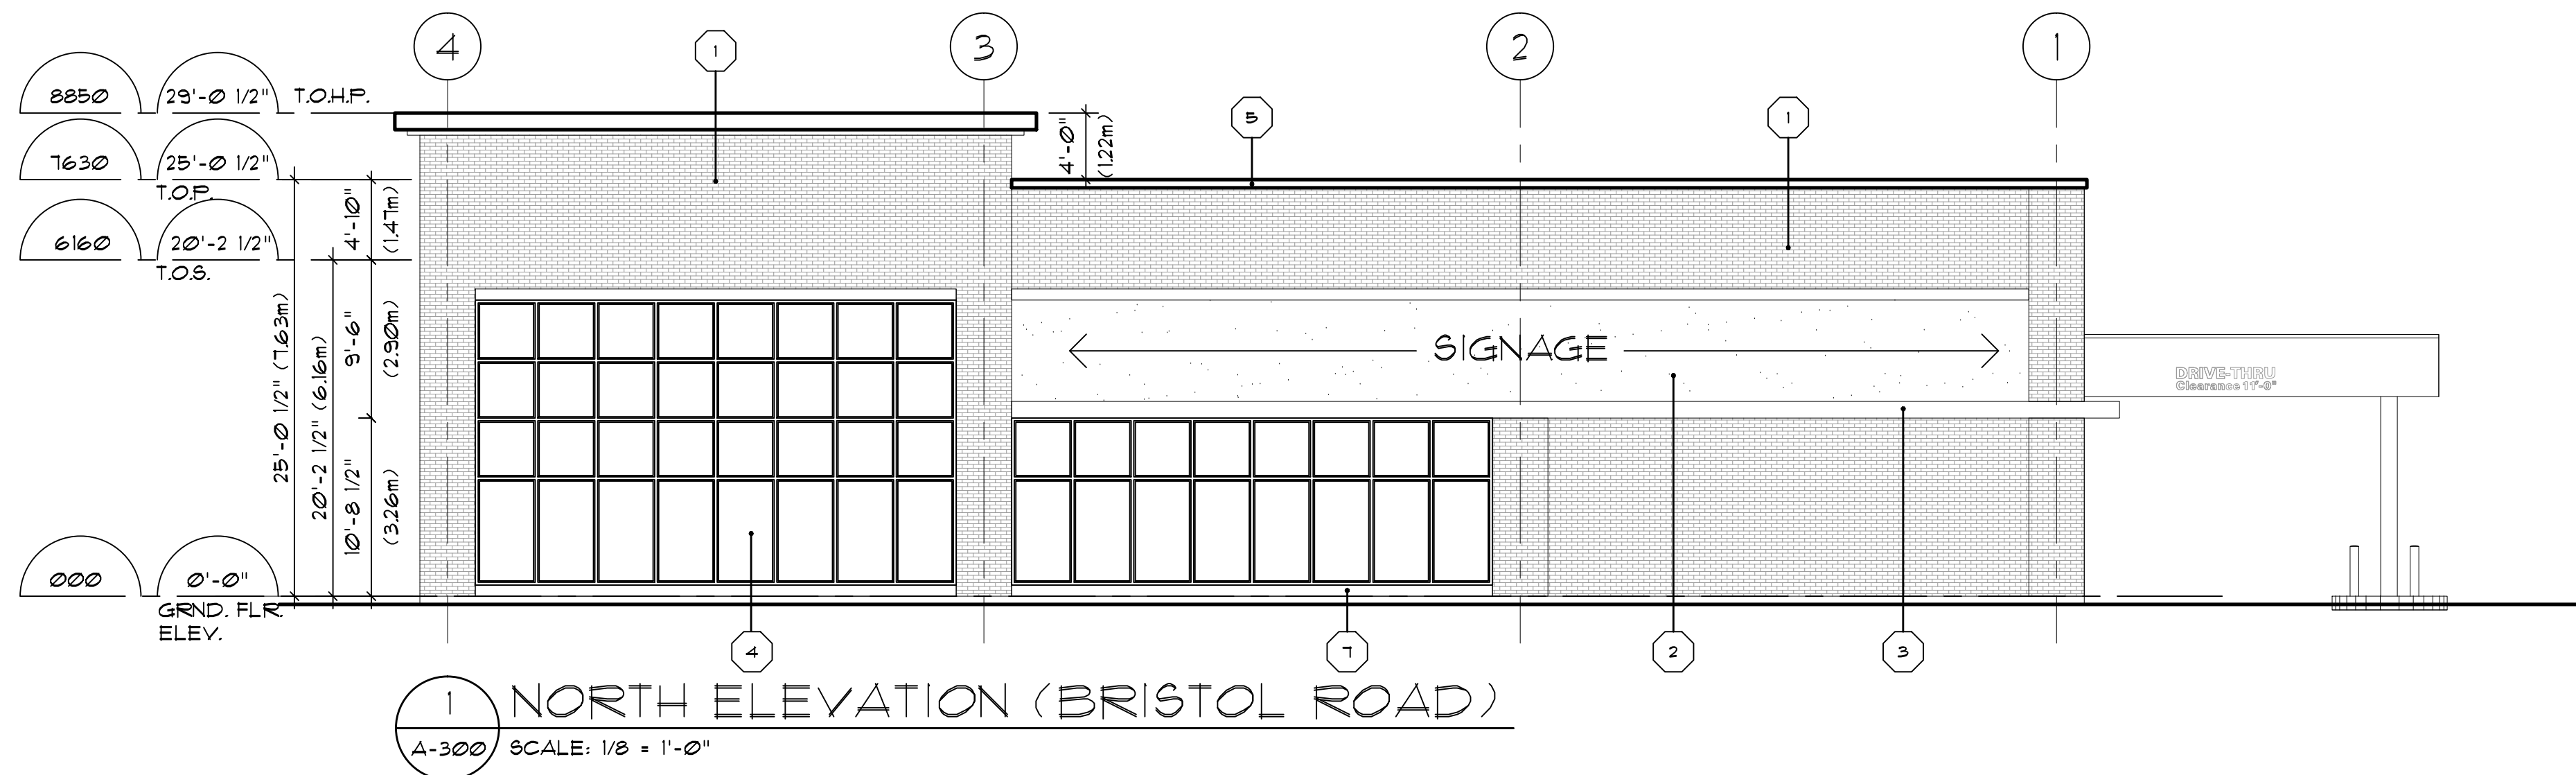 4
3
2
1
1
5
1
8850
29'-0 1/2"
T.O.H.P.
7630
25'-0 1/2"
T.O.P.
6160
20'-2 1/2"
T.O.S.
000
0'-0"
GRND. FLR.
ELEV.
25'-0 1/2" (7.63m)
20'-2 1/2" (6.16m)
4'-10"
(1.47m)
9'-6"
(2.90m)
10'-8 1/2"
(3.26m)
4'-0"
(1.22m)
SIGNAGE
DRIVE-THRU
Clearance 11'-0"
4
7
2
3
1
A-300
NORTH ELEVATION (BRISTOL ROAD)
SCALE: 1/8 = 1'-0"